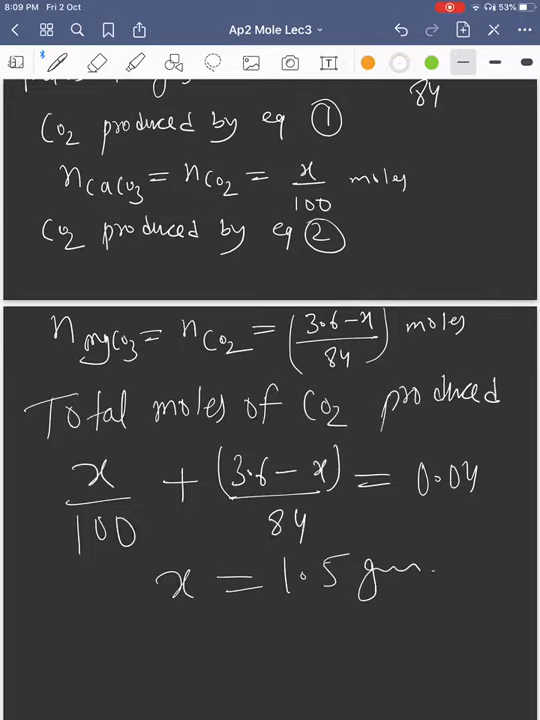 8:09 PM Fri 2 Oct 53%
Ap2 Mole Lec3
84
CO₂ produced by eq ①
nCaCO₃ = nCO₂ = x/100 moles
CO₂ produced by eq ②
nMgCO₃ = nCO₂ = (3.6-x/84) moles
Total moles of CO₂ produced
x/100 + (3.6-x)/84 = 0.04
x = 1.5 gm.